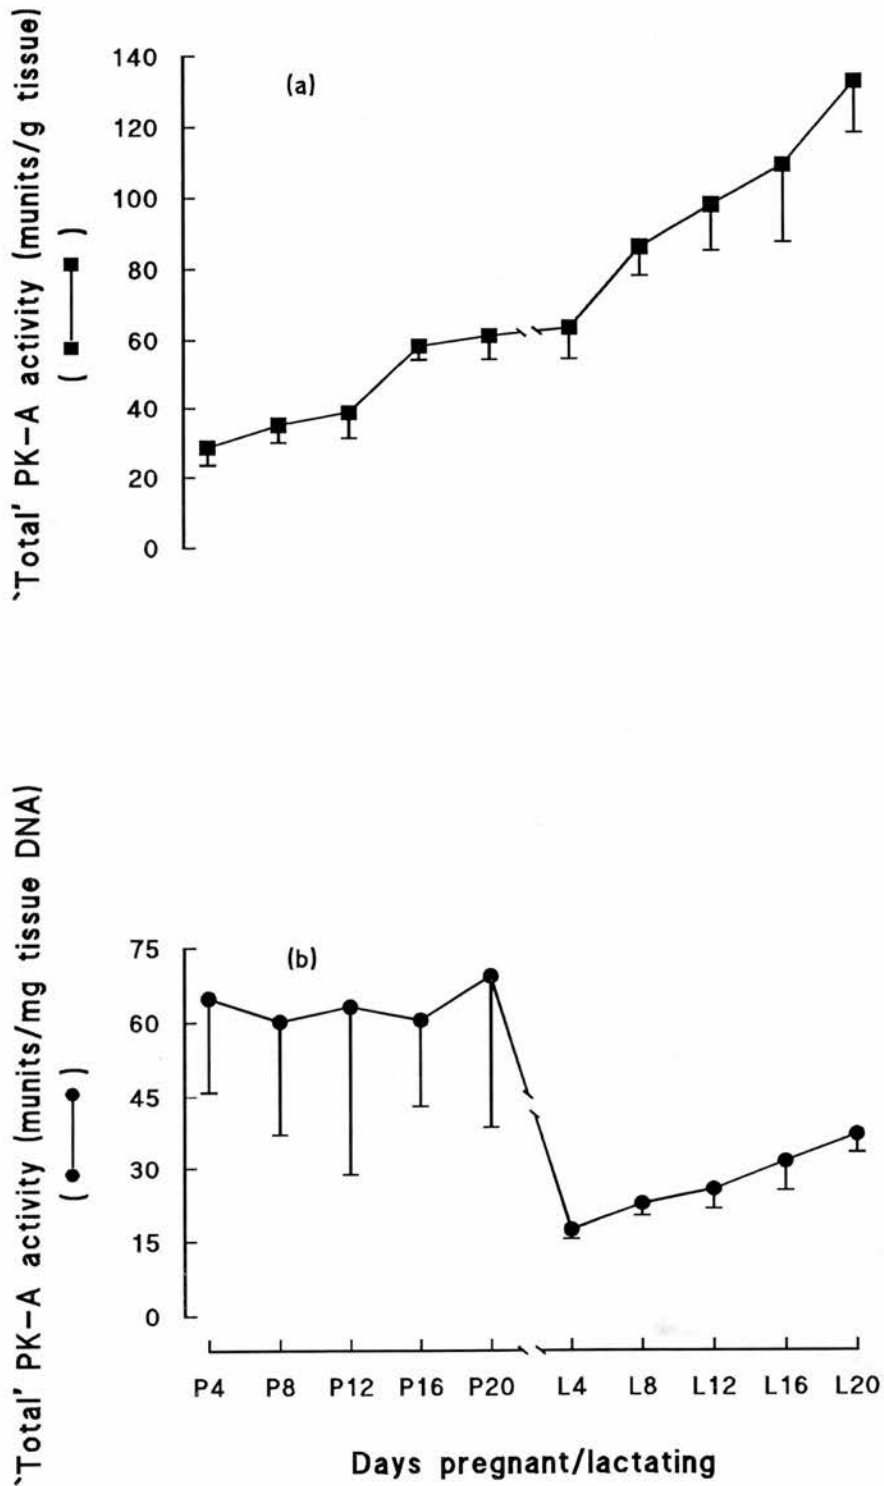 `Total' PK-A activity (munits/g tissue)
( )
140
120
100
80
60
40
20
0
(a)
`Total' PK-A activity (munits/mg tissue DNA)
( )
75
60
45
30
15
0
(b)
P4 P8 P12 P16 P20 L4 L8 L12 L16 L20
Days pregnant/lactating